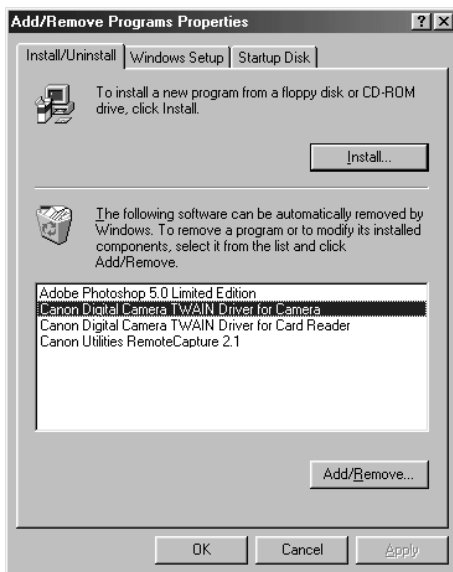 Add/Remove Programs Properties
Install/Uninstall Windows Setup Startup Disk
To install a new program from a floppy disk or CD-ROM
drive, click Install.
Install...
The following software can be automatically removed by
Windows. To remove a program or to modify its installed
components, select it from the list and click
Add/Remove.
Adobe Photoshop 5.0 Limited Edition
Canon Digital Camera TWAIN Driver for Camera
Canon Digital Camera TWAIN Driver for Card Reader
Canon Utilities RemoteCapture 2.1
Add/Remove...
OK Cancel Apply